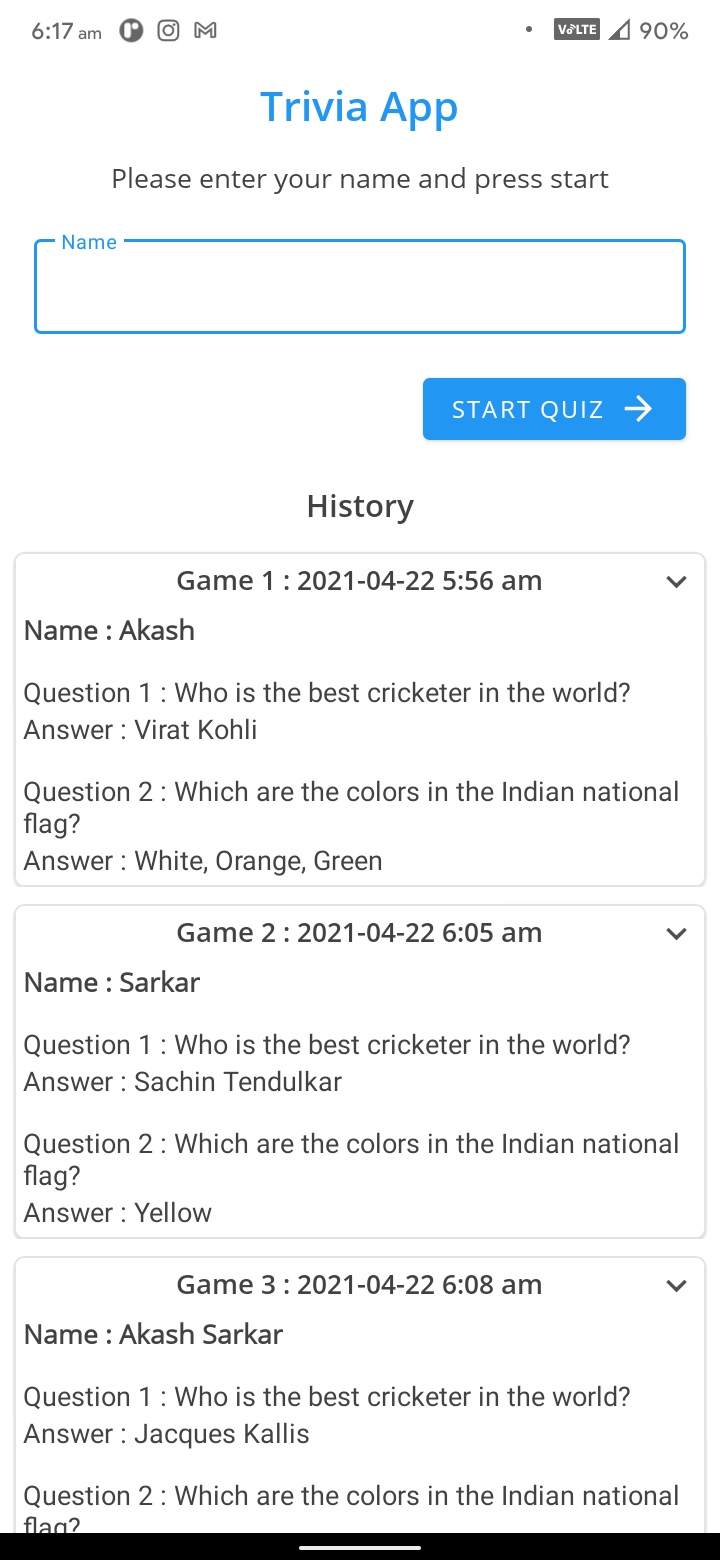 6:17 am VoLTE 90%
Trivia App
Please enter your name and press start
Name
START QUIZ
History
Game 1 : 2021-04-22 5:56 am
Name : Akash
Question 1 : Who is the best cricketer in the world?
Answer : Virat Kohli
Question 2 : Which are the colors in the Indian national
flag?
Answer : White, Orange, Green
Game 2 : 2021-04-22 6:05 am
Name : Sarkar
Question 1 : Who is the best cricketer in the world?
Answer : Sachin Tendulkar
Question 2 : Which are the colors in the Indian national
flag?
Answer : Yellow
Game 3 : 2021-04-22 6:08 am
Name : Akash Sarkar
Question 1 : Who is the best cricketer in the world?
Answer : Jacques Kallis
Question 2 : Which are the colors in the Indian national
flag?